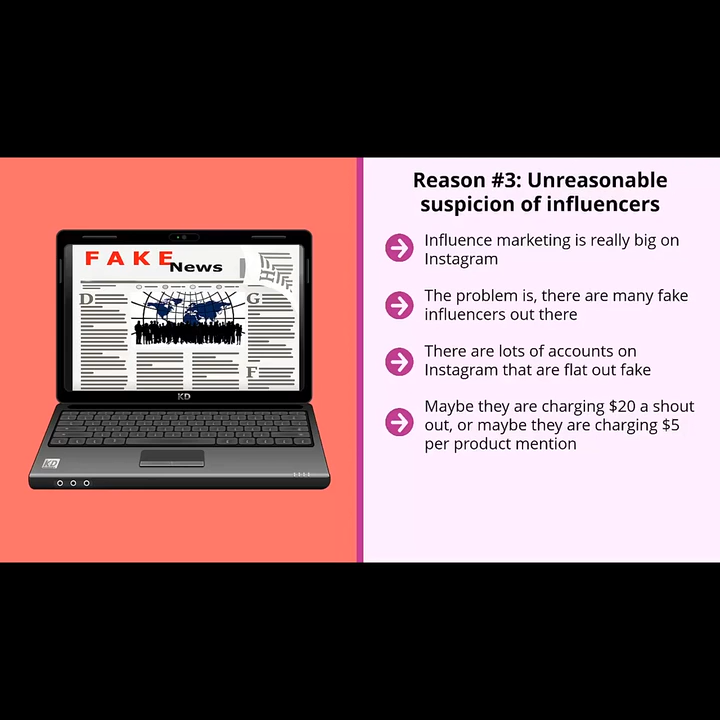 FAKE
News
D
G
F
H
KD
KD
Reason #3: Unreasonable
suspicion of influencers
Influence marketing is really big on
Instagram
The problem is, there are many fake
influencers out there
There are lots of accounts on
Instagram that are flat out fake
Maybe they are charging $20 a shout
out, or maybe they are charging $5
per product mention